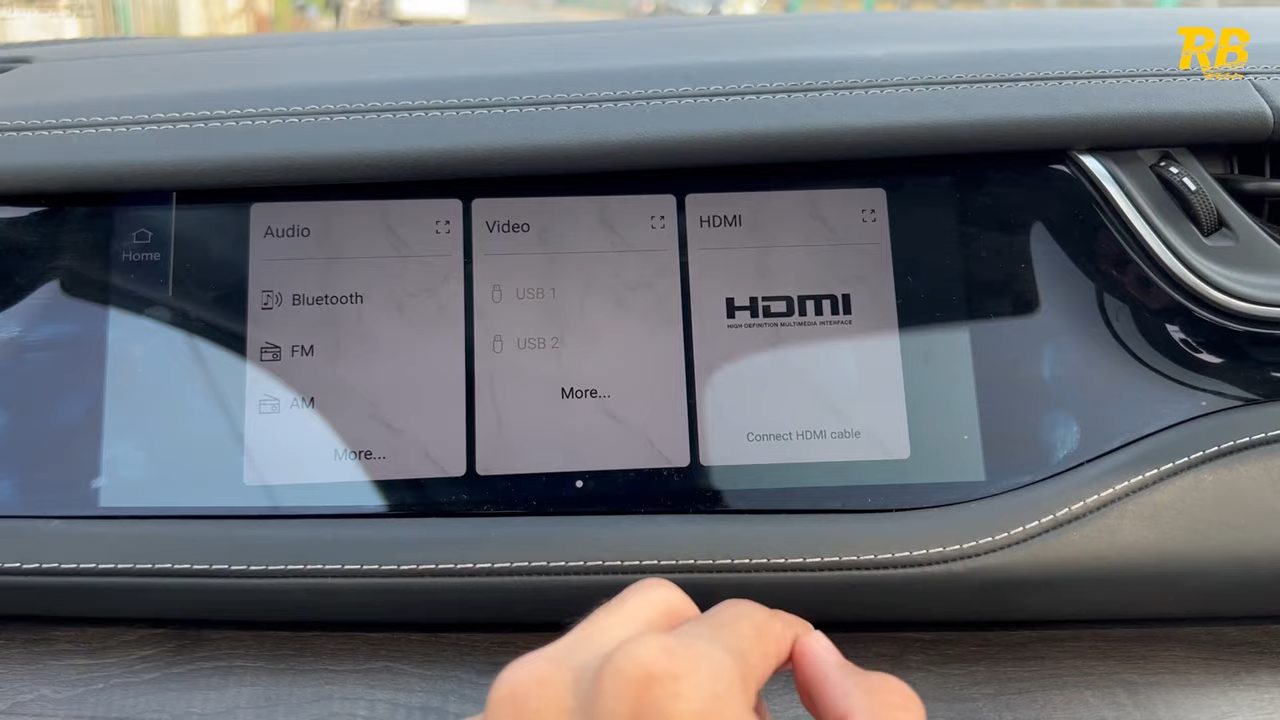 RB
Home
Audio
Bluetooth
FM
AM
More...
Video
USB 1
USB 2
More...
HDMI
HDMI
HIGH-DEFINITION MULTIMEDIA INTERFACE
Connect HDMI cable